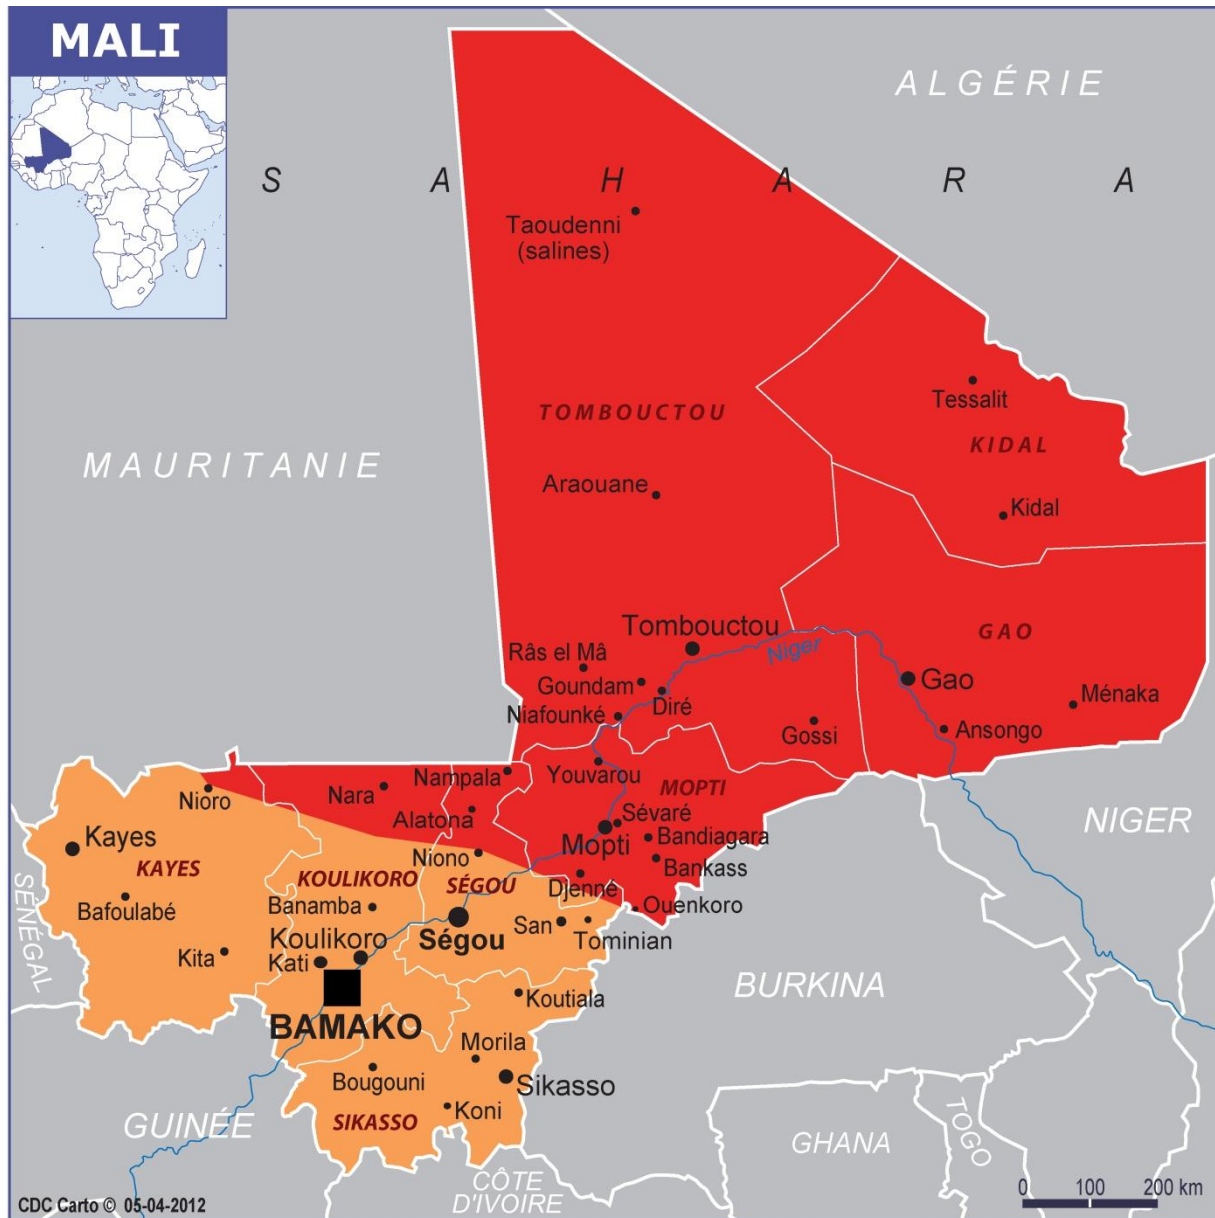 MALI
ALGÉRIE
S A H A R A
Taoudenni
(salines)
TOMBOUCTOU
Tessalit
KIDAL
MAURITANIE
Araouane
Kidal
Tombouctou
GAO
Niger
Râs el Mâ
Goundam
Gao
Diré
Ménaka
Niafounké
Gossi
Ansongo
Nampala
Youvarou
Nioro
Nara
MOPTI
Alatona
Sévaré
NIGER
Kayes
Mopti
Bandiagara
Niono
KAYES
Bankass
KOULIKORO
SÉGOU
Djenné
SÉNÉGAL
Bafoulabé
Banamba
Ouenkoro
San
Tominian
Koulikoro
Ségou
Kita
Kati
BURKINA
Koutiala
BAMAKO
Morila
Bougouni
Sikasso
Koni
GUINÉE
SIKASSO
TOGO
GHANA
CÔTE
D'IVOIRE
0 100 200 km
CDC Carto © 05-04-2012